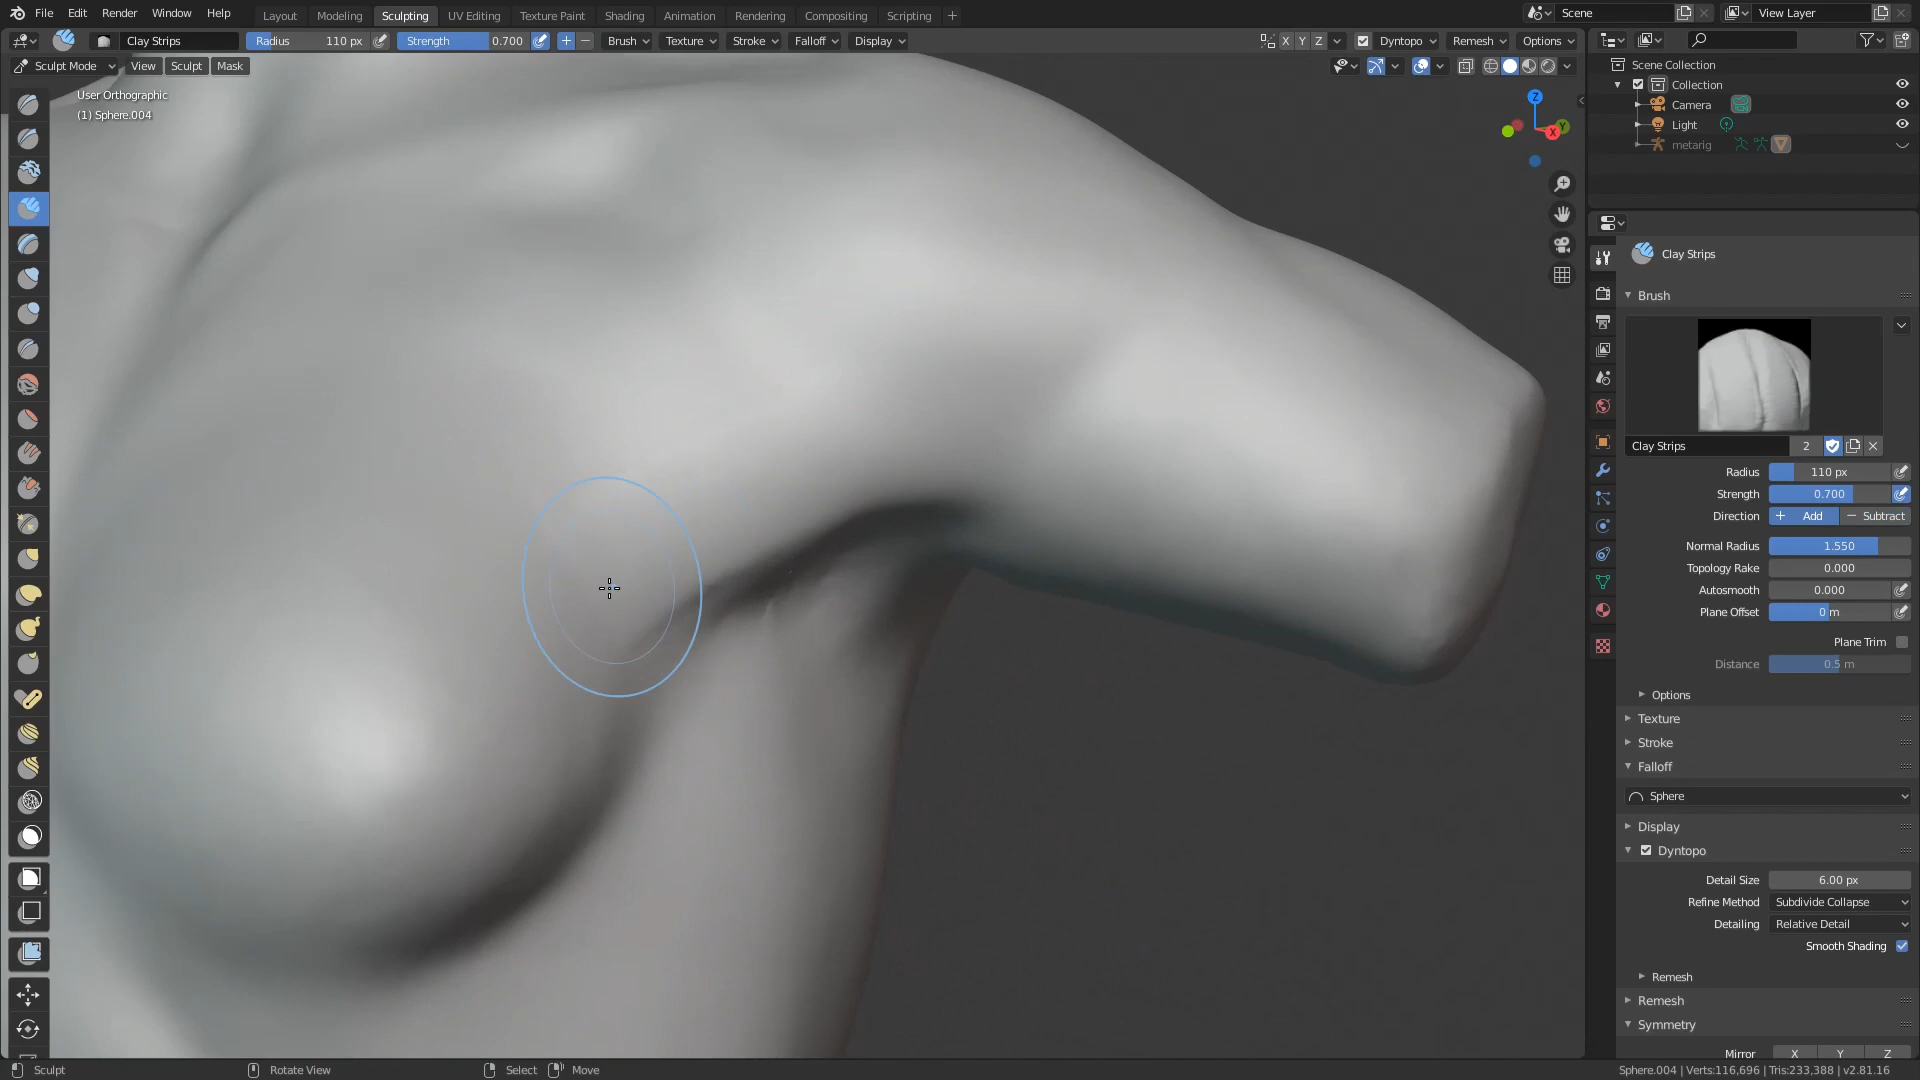 File Edit Render Window Help Layout Modeling Sculpting UV Editing Texture Paint Shading Animation Rendering Compositing Scripting + Scene View Layer
Clay Strips Radius 110 px Strength 0.700 + − Brush Texture Stroke Falloff Display X Y Z Dyntopo Remesh Options
Sculpt Mode View Sculpt Mask
User Orthographic
(1) Sphere.004
Z
X
Y
Scene Collection
Collection
Camera
Light
metarig
Clay Strips
Brush
Clay Strips 2
Radius 110 px
Strength 0.700
Direction + Add − Subtract
Normal Radius 1.550
Topology Rake 0.000
Autosmooth 0.000
Plane Offset 0 m
Plane Trim
Distance 0.5 m
Options
Texture
Stroke
Falloff
Sphere
Display
Dyntopo
Detail Size 6.00 px
Refine Method Subdivide Collapse
Detailing Relative Detail
Smooth Shading
Remesh
Remesh
Symmetry
Mirror X Y Z
Sculpt Rotate View Select Move Sphere.004 | Verts:116,696 | Tris:233,388 | v2.81.16